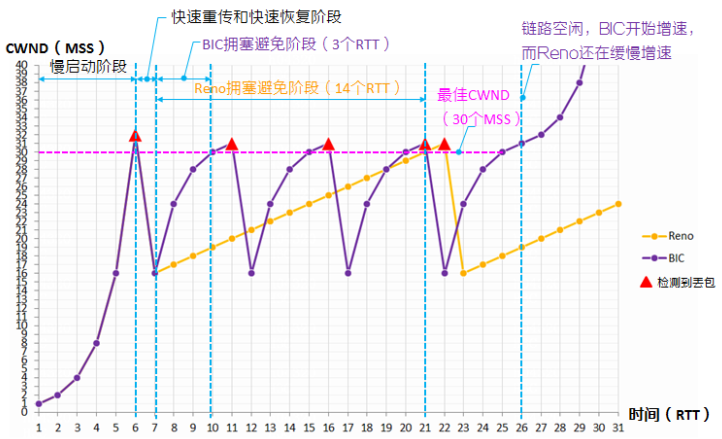 快速重传和快速恢复阶段
链路空闲，BIC开始增速，
而Reno还在缓慢增速
CWND（MSS）
BIC拥塞避免阶段（3个RTT）
慢启动阶段
Reno拥塞避免阶段（14个RTT）
最佳CWND
（30个MSS）
40
39
38
37
36
35
34
33
32
31
30
29
28
27
26
25
24
23
22
21
20
19
18
17
16
15
14
13
12
11
10
9
8
7
6
5
4
3
2
1
0
Reno
BIC
检测到丢包
1 2 3 4 5 6 7 8 9 10 11 12 13 14 15 16 17 18 19 20 21 22 23 24 25 26 27 28 29 30 31
时间（RTT）